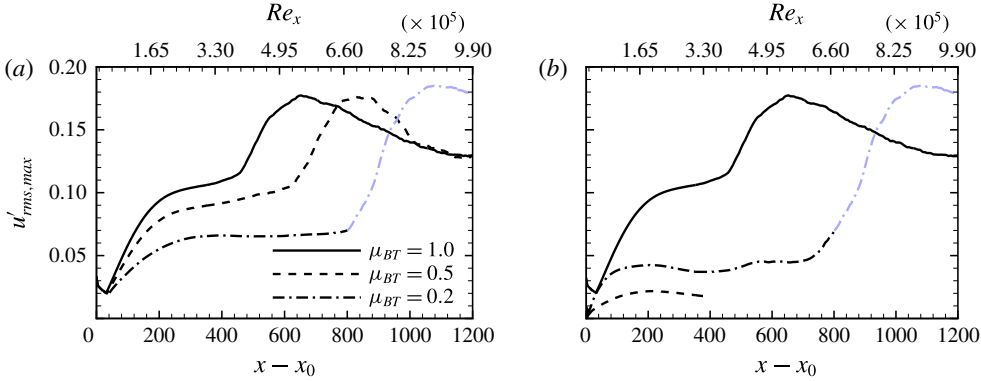 Re_x (× 10^5) Re_x (× 10^5)
1.65 3.30 4.95 6.60 8.25 9.90 1.65 3.30 4.95 6.60 8.25 9.90
(a) (b)
0.20
0.15
0.10
0.05
u′_rms,max
μ_BT = 1.0
μ_BT = 0.5
μ_BT = 0.2
0 200 400 600 800 1000 1200 0 200 400 600 800 1000 1200
x − x_0 x − x_0